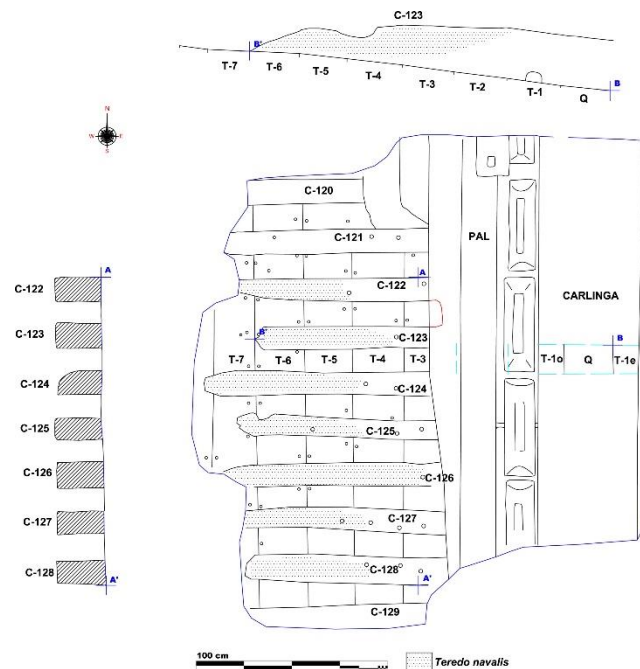 C-123
B'
T-7 T-6 T-5 T-4 T-3 T-2 T-1 Q
B
N
W E
S
C-120
C-121
PAL
A
C-122
A
C-122
CARLINGA
C-123
B'
C-123
B
T-7 T-6 T-5 T-4 T-3
T-1o Q T-1e
C-124
C-124
C-125
C-125
C-126
C-126
C-127
C-127
C-128
A'
C-128
A'
C-129
100 cm
Teredo navalis